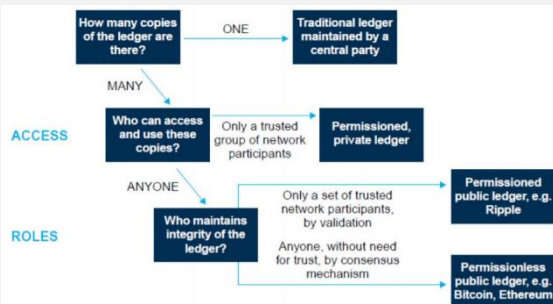 How many copies
of the ledger are
there?
ONE
Traditional ledger
maintained by a
central party
MANY
ACCESS
Who can access
and use these
copies?
Only a trusted
group of network
participants
Permissioned,
private ledger
ANYONE
ROLES
Who maintains
integrity of the
ledger?
Only a set of trusted
network participants,
by validation
Permissioned
public ledger, e.g.
Ripple
Anyone, without need
for trust, by consensus
mechanism
Permissionless
public ledger, e.g.
Bitcoin, Ethereum